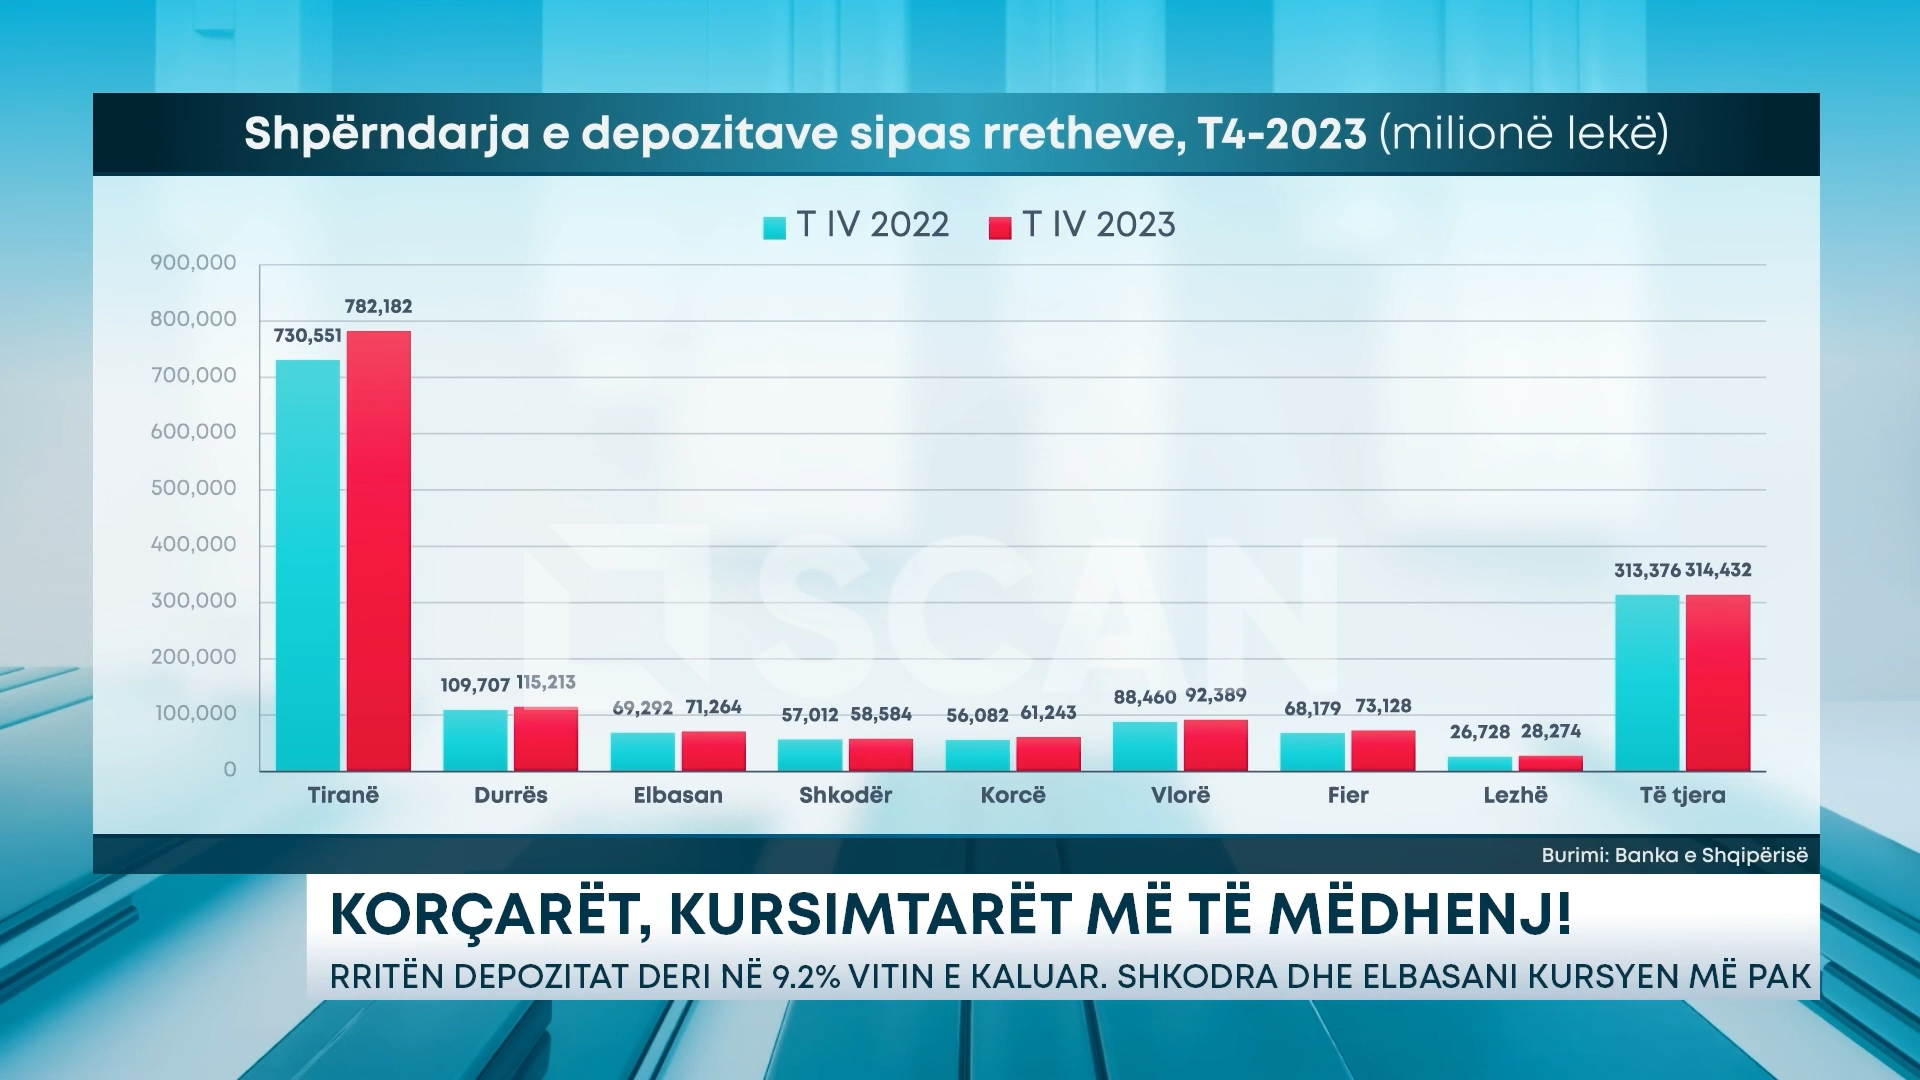 Shpërndarja e depozitave sipas rretheve, T4-2023 (milionë lekë)
T IV 2022 T IV 2023
900,000
800,000
700,000
600,000
500,000
400,000
300,000
200,000
100,000
0
730,551 782,182
109,707 115,213
69,292 71,264
57,012 58,584
56,082 61,243
88,460 92,389
68,179 73,128
26,728 28,274
313,376 314,432
Tiranë Durrës Elbasan Shkodër Korcë Vlorë Fier Lezhë Të tjera
SCAN
Burimi: Banka e Shqipërisë
KORÇARËT, KURSIMTARËT MË TË MËDHENJ!
RRITËN DEPOZITAT DERI NË 9.2% VITIN E KALUAR. SHKODRA DHE ELBASANI KURSYEN MË PAK